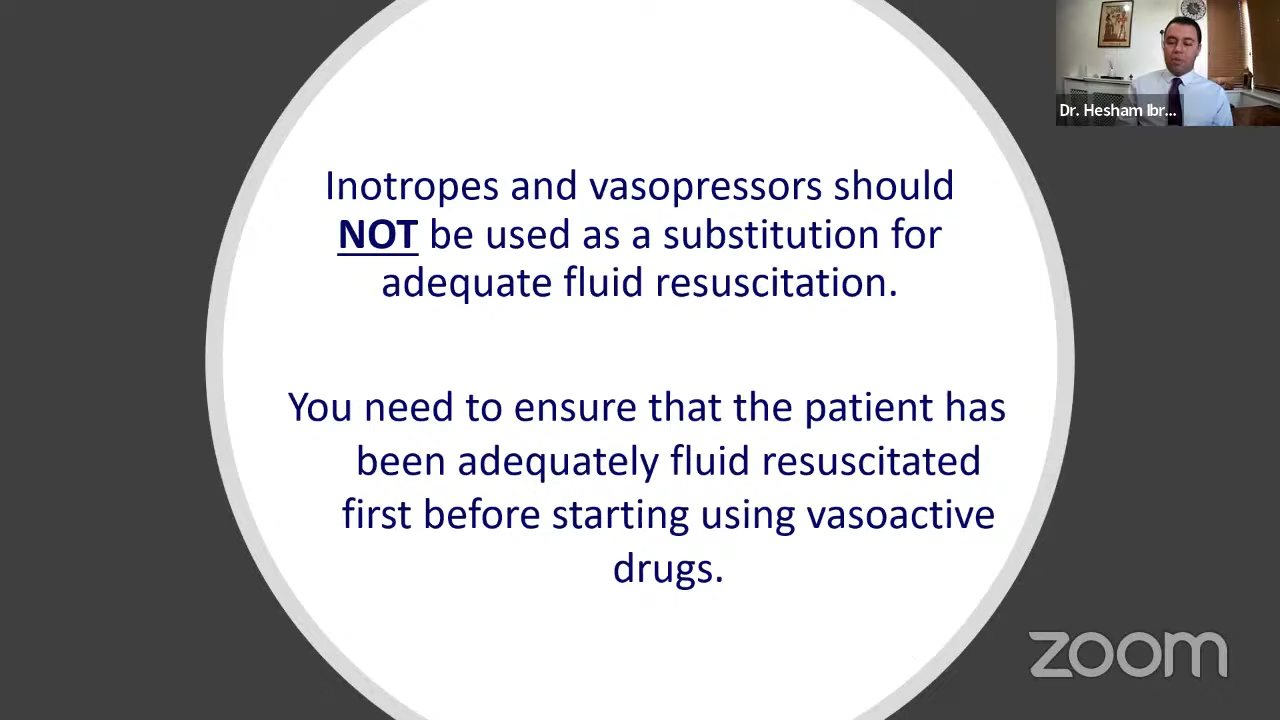 Dr. Hesham Ibr...
Inotropes and vasopressors should
NOT be used as a substitution for
adequate fluid resuscitation.
You need to ensure that the patient has
been adequately fluid resuscitated
first before starting using vasoactive
drugs.
zoom